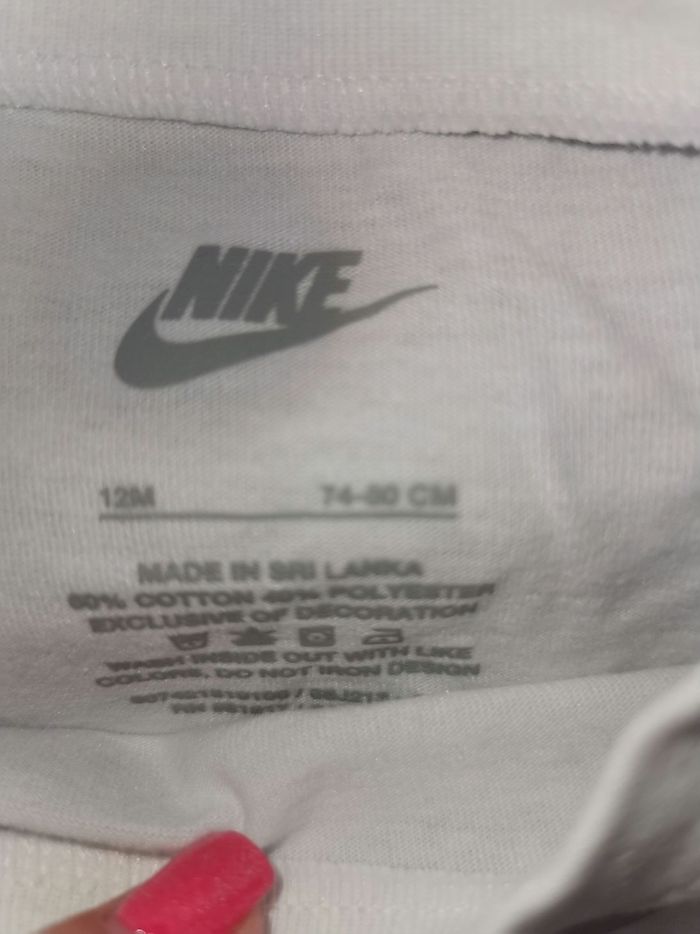 NIKE
12M 74-80 CM
MADE IN SRI LANKA
60% COTTON 40% POLYESTER
EXCLUSIVE OF DECORATION
WASH INSIDE OUT WITH LIKE
COLORS, DO NOT IRON DESIGN